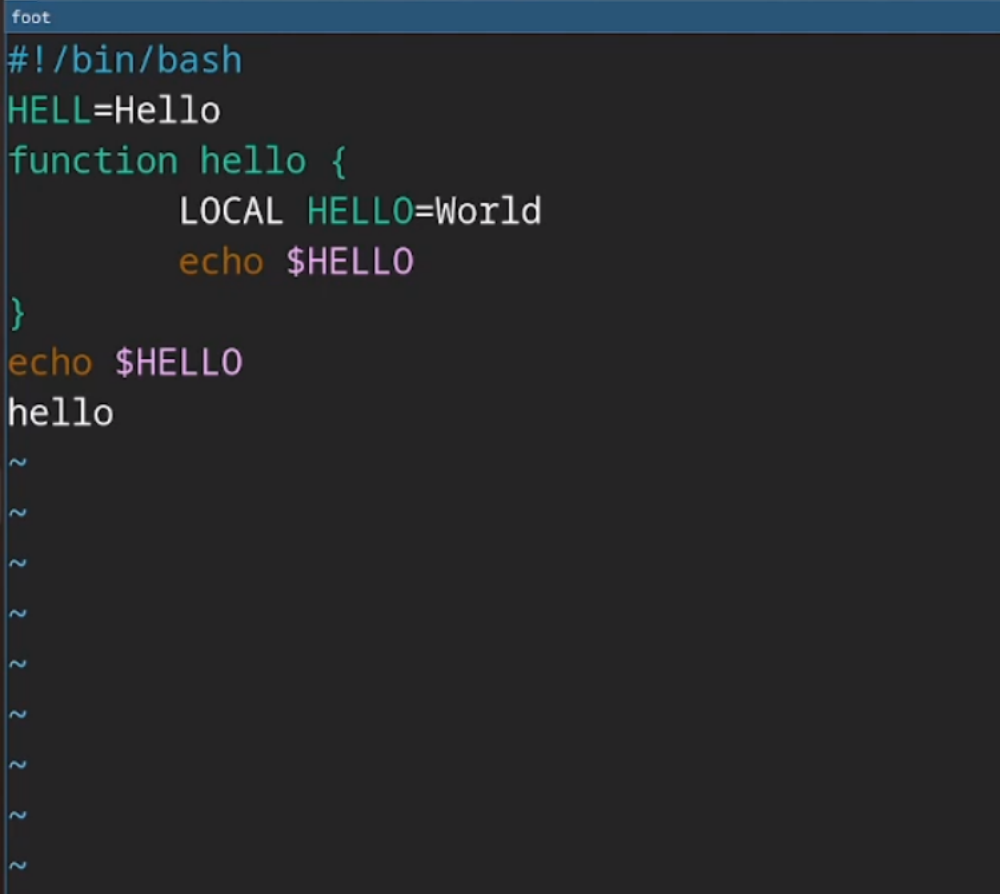 foot
#!/bin/bash
HELL=Hello
function hello {
        LOCAL HELLO=World
        echo $HELLO
}
echo $HELLO
hello
~
~
~
~
~
~
~
~
~